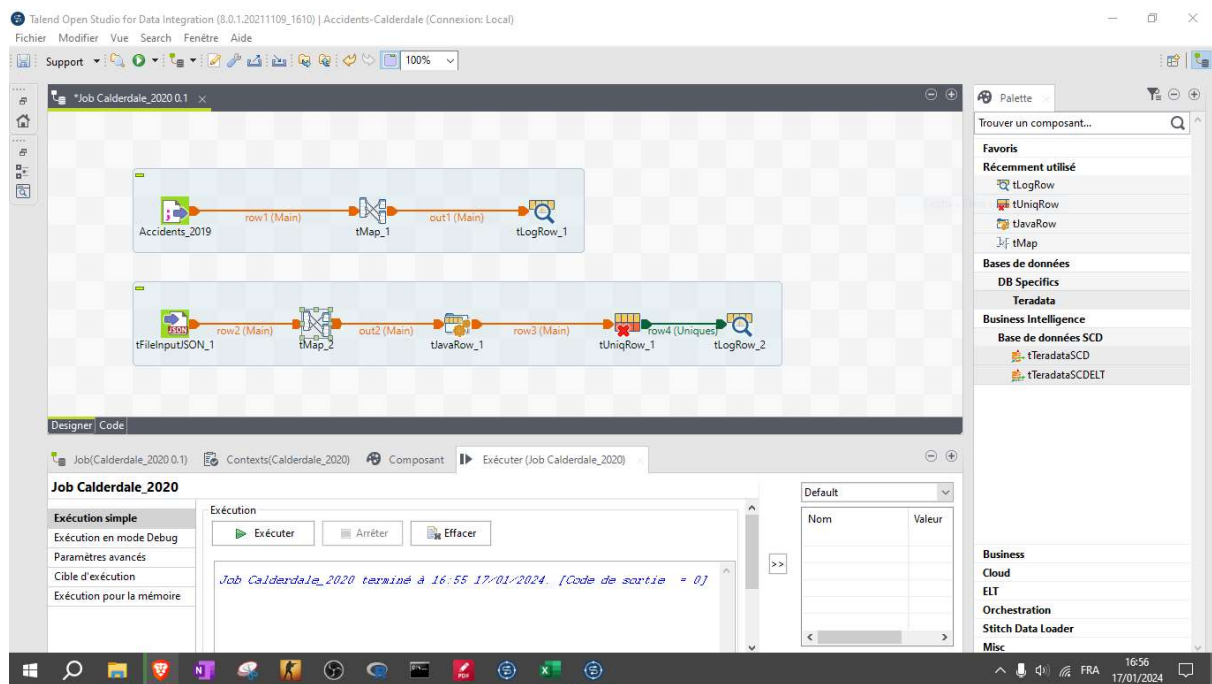 Talend Open Studio for Data Integration (8.0.1.20211109_1610) | Accidents-Calderdale (Connexion: Local)
Fichier Modifier Vue Search Fenêtre Aide
Support 100%
*Job Calderdale_2020 0.1
Palette
Trouver un composant...
Favoris
Récemment utilisé
tLogRow
tUniqRow
tJavaRow
tMap
Bases de données
DB Specifics
Teradata
Business Intelligence
Base de données SCD
tTeradataSCD
tTeradataSCDELT
Business
Cloud
ELT
Orchestration
Stitch Data Loader
Misc
row1 (Main) out1 (Main)
Accidents_2019 tMap_1 tLogRow_1
JSON row2 (Main) out2 (Main) row3 (Main) row4 (Uniques)
tFileInputJSON_1 tMap_2 tJavaRow_1 tUniqRow_1 tLogRow_2
Designer Code
Job(Calderdale_2020 0.1) Contexts(Calderdale_2020) Composant Exécuter (Job Calderdale_2020)
Job Calderdale_2020
Exécution simple
Exécution en mode Debug
Paramètres avancés
Cible d'exécution
Exécution pour la mémoire
Exécution
Exécuter Arrêter Effacer
Job Calderdale_2020 terminé à 16:55 17/01/2024. [Code de sortie = 0]
>>
Default
Nom Valeur
FRA
16:56
17/01/2024